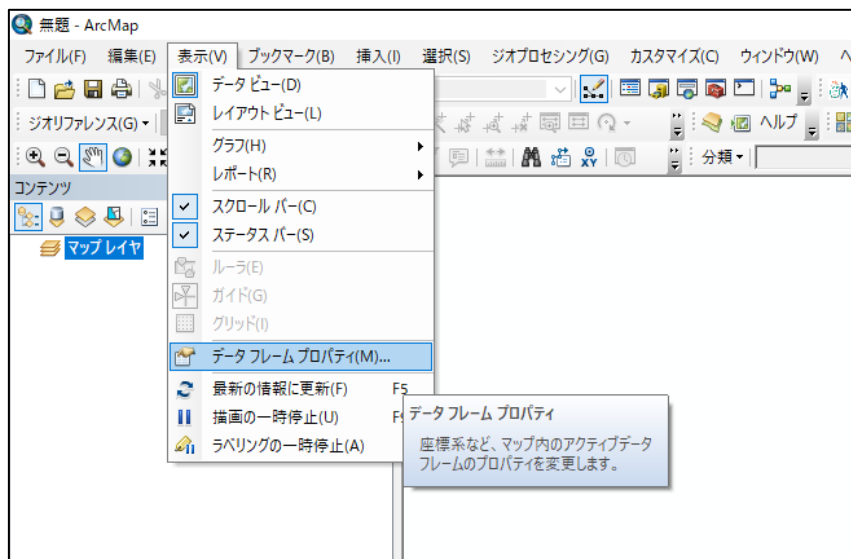 無題 - ArcMap
ファイル(F) 編集(E) 表示(V) ブックマーク(B) 挿入(I) 選択(S) ジオプロセシング(G) カスタマイズ(C) ウィンドウ(W) ヘ
データ ビュー(D)
ジオリファレンス(G)
レイアウト ビュー(L)
ヘルプ
グラフ(H)
分類
レポート(R)
コンテンツ
スクロール バー(C)
ステータス バー(S)
マップ レイヤ
ルーラ(E)
ガイド(G)
グリッド(I)
データ フレーム プロパティ(M)...
最新の情報に更新(F) F5
描画の一時停止(U)
ラベリングの一時停止(A)
データ フレーム プロパティ
座標系など、マップ内のアクティブデータ
フレームのプロパティを変更します。